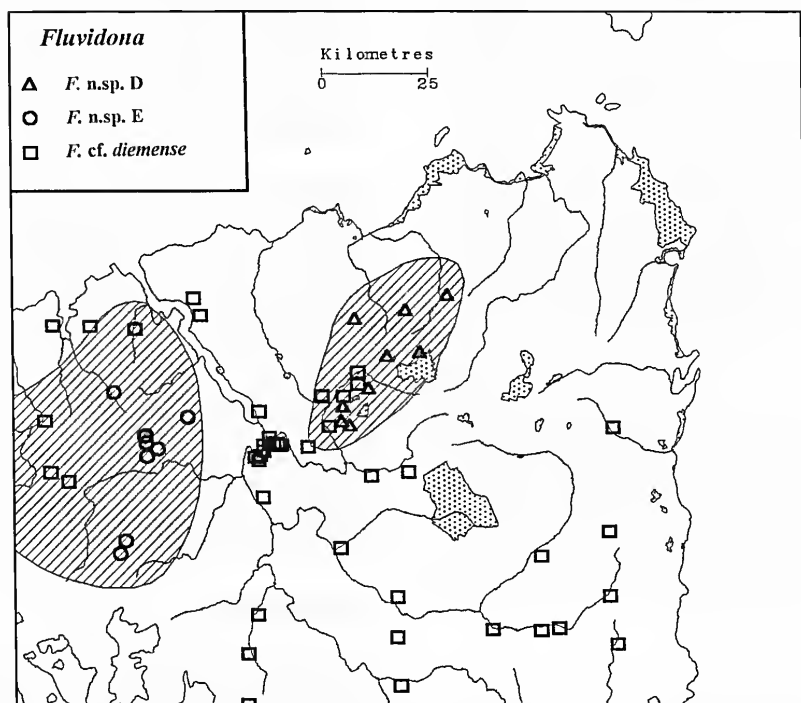 Fluvidona
F. n.sp. D
F. n.sp. E
F. cf. diemense
Kilometres
0 25